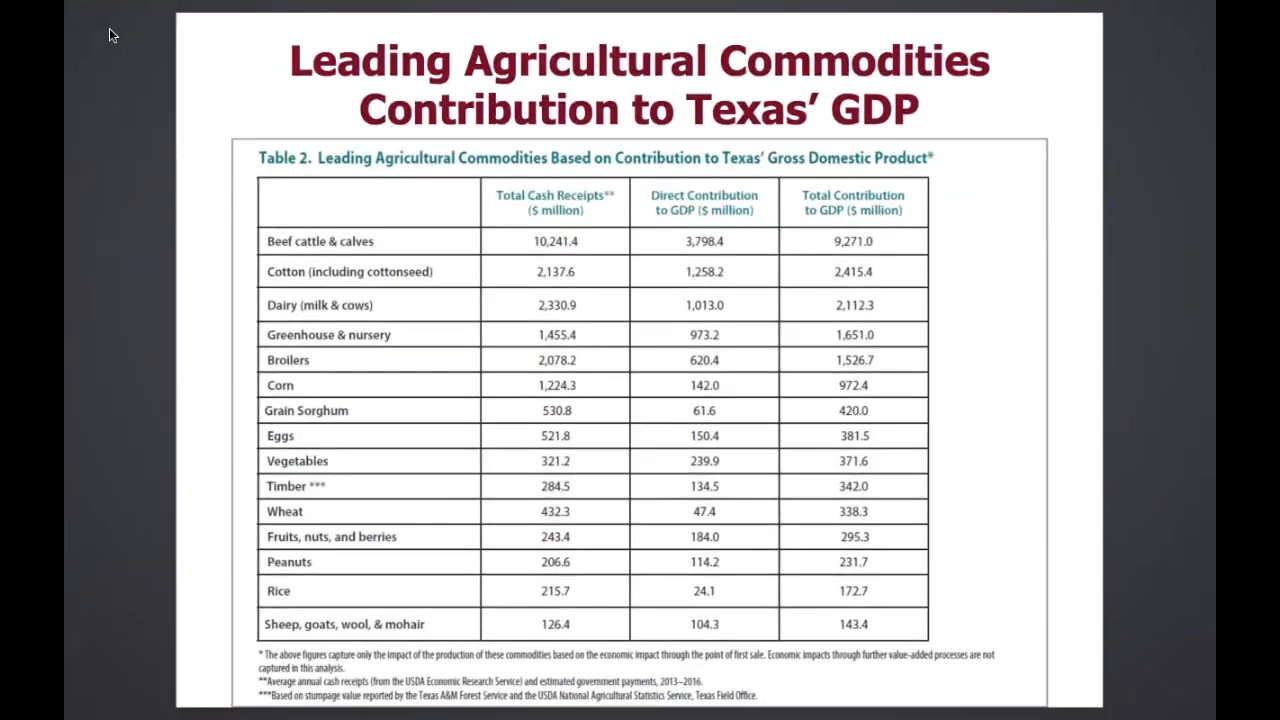 Leading Agricultural Commodities
Contribution to Texas’ GDP
Table 2. Leading Agricultural Commodities Based on Contribution to Texas’ Gross Domestic Product*
Total Cash Receipts** ($ million) Direct Contribution to GDP ($ million) Total Contribution to GDP ($ million)
Beef cattle & calves 10,241.4 3,798.4 9,271.0
Cotton (including cottonseed) 2,137.6 1,258.2 2,415.4
Dairy (milk & cows) 2,330.9 1,013.0 2,112.3
Greenhouse & nursery 1,455.4 973.2 1,651.0
Broilers 2,078.2 620.4 1,526.7
Corn 1,224.3 142.0 972.4
Grain Sorghum 530.8 61.6 420.0
Eggs 521.8 150.4 381.5
Vegetables 321.2 239.9 371.6
Timber *** 284.5 134.5 342.0
Wheat 432.3 47.4 338.3
Fruits, nuts, and berries 243.4 184.0 295.3
Peanuts 206.6 114.2 231.7
Rice 215.7 24.1 172.7
Sheep, goats, wool, & mohair 126.4 104.3 143.4
* The above figures capture only the impact of the production of these commodities based on the economic impact through the point of first sale. Economic impacts through further value-added processes are not
captured in this analysis.
**Average annual cash receipts (from the USDA Economic Research Service) and estimated government payments, 2013–2016.
***Based on stumpage value reported by the Texas A&M Forest Service and the USDA National Agricultural Statistics Service, Texas Field Office.